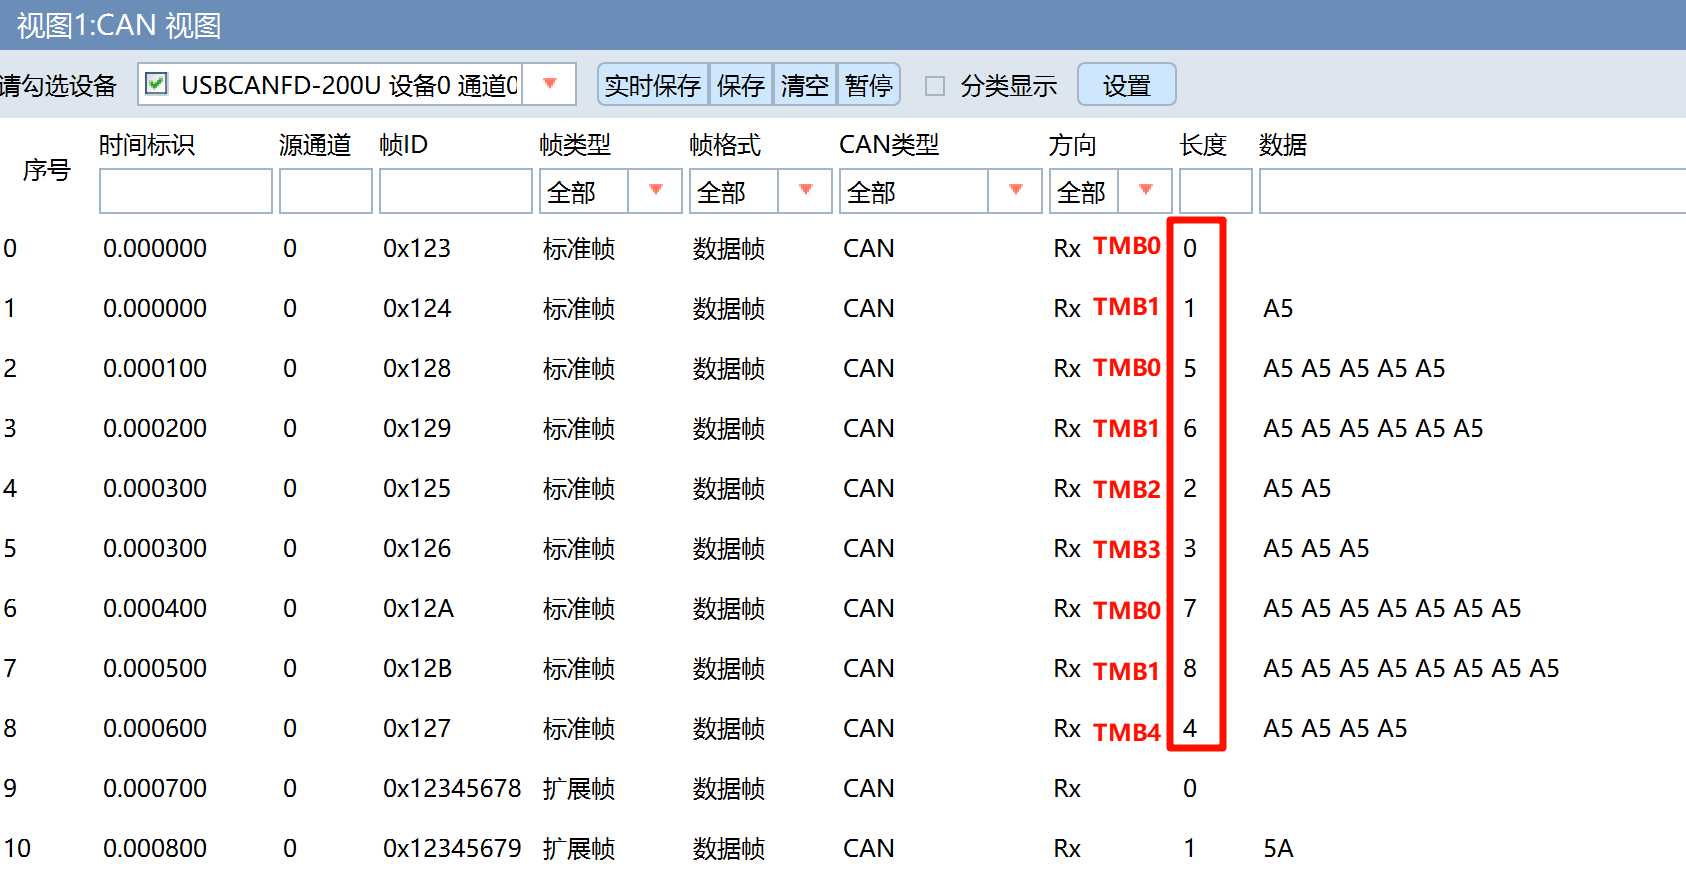 视图1:CAN 视图
请勾选设备 USBCANFD-200U 设备0 通道0 实时保存 保存 清空 暂停 分类显示 设置
序号 时间标识 源通道 帧ID 帧类型 帧格式 CAN类型 方向 长度 数据
全部 全部 全部 全部
0 0.000000 0 0x123 标准帧 数据帧 CAN Rx TMB0 0
1 0.000000 0 0x124 标准帧 数据帧 CAN Rx TMB1 1 A5
2 0.000100 0 0x128 标准帧 数据帧 CAN Rx TMB0 5 A5 A5 A5 A5 A5
3 0.000200 0 0x129 标准帧 数据帧 CAN Rx TMB1 6 A5 A5 A5 A5 A5 A5
4 0.000300 0 0x125 标准帧 数据帧 CAN Rx TMB2 2 A5 A5
5 0.000300 0 0x126 标准帧 数据帧 CAN Rx TMB3 3 A5 A5 A5
6 0.000400 0 0x12A 标准帧 数据帧 CAN Rx TMB0 7 A5 A5 A5 A5 A5 A5 A5
7 0.000500 0 0x12B 标准帧 数据帧 CAN Rx TMB1 8 A5 A5 A5 A5 A5 A5 A5 A5
8 0.000600 0 0x127 标准帧 数据帧 CAN Rx TMB4 4 A5 A5 A5 A5
9 0.000700 0 0x12345678 扩展帧 数据帧 CAN Rx 0
10 0.000800 0 0x12345679 扩展帧 数据帧 CAN Rx 1 5A